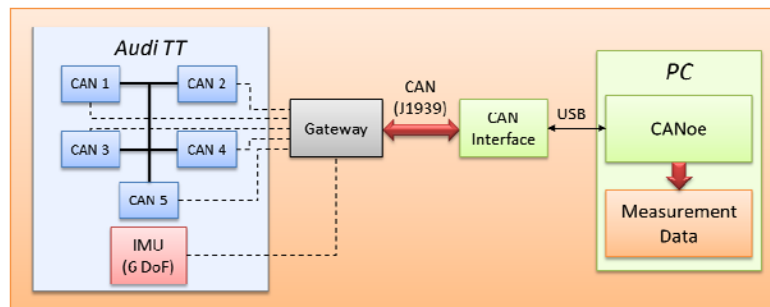 Audi TT
CAN 1
CAN 2
CAN 3
CAN 4
CAN 5
IMU
(6 DoF)
Gateway
CAN
(J1939)
CAN
Interface
USB
PC
CANoe
Measurement
Data